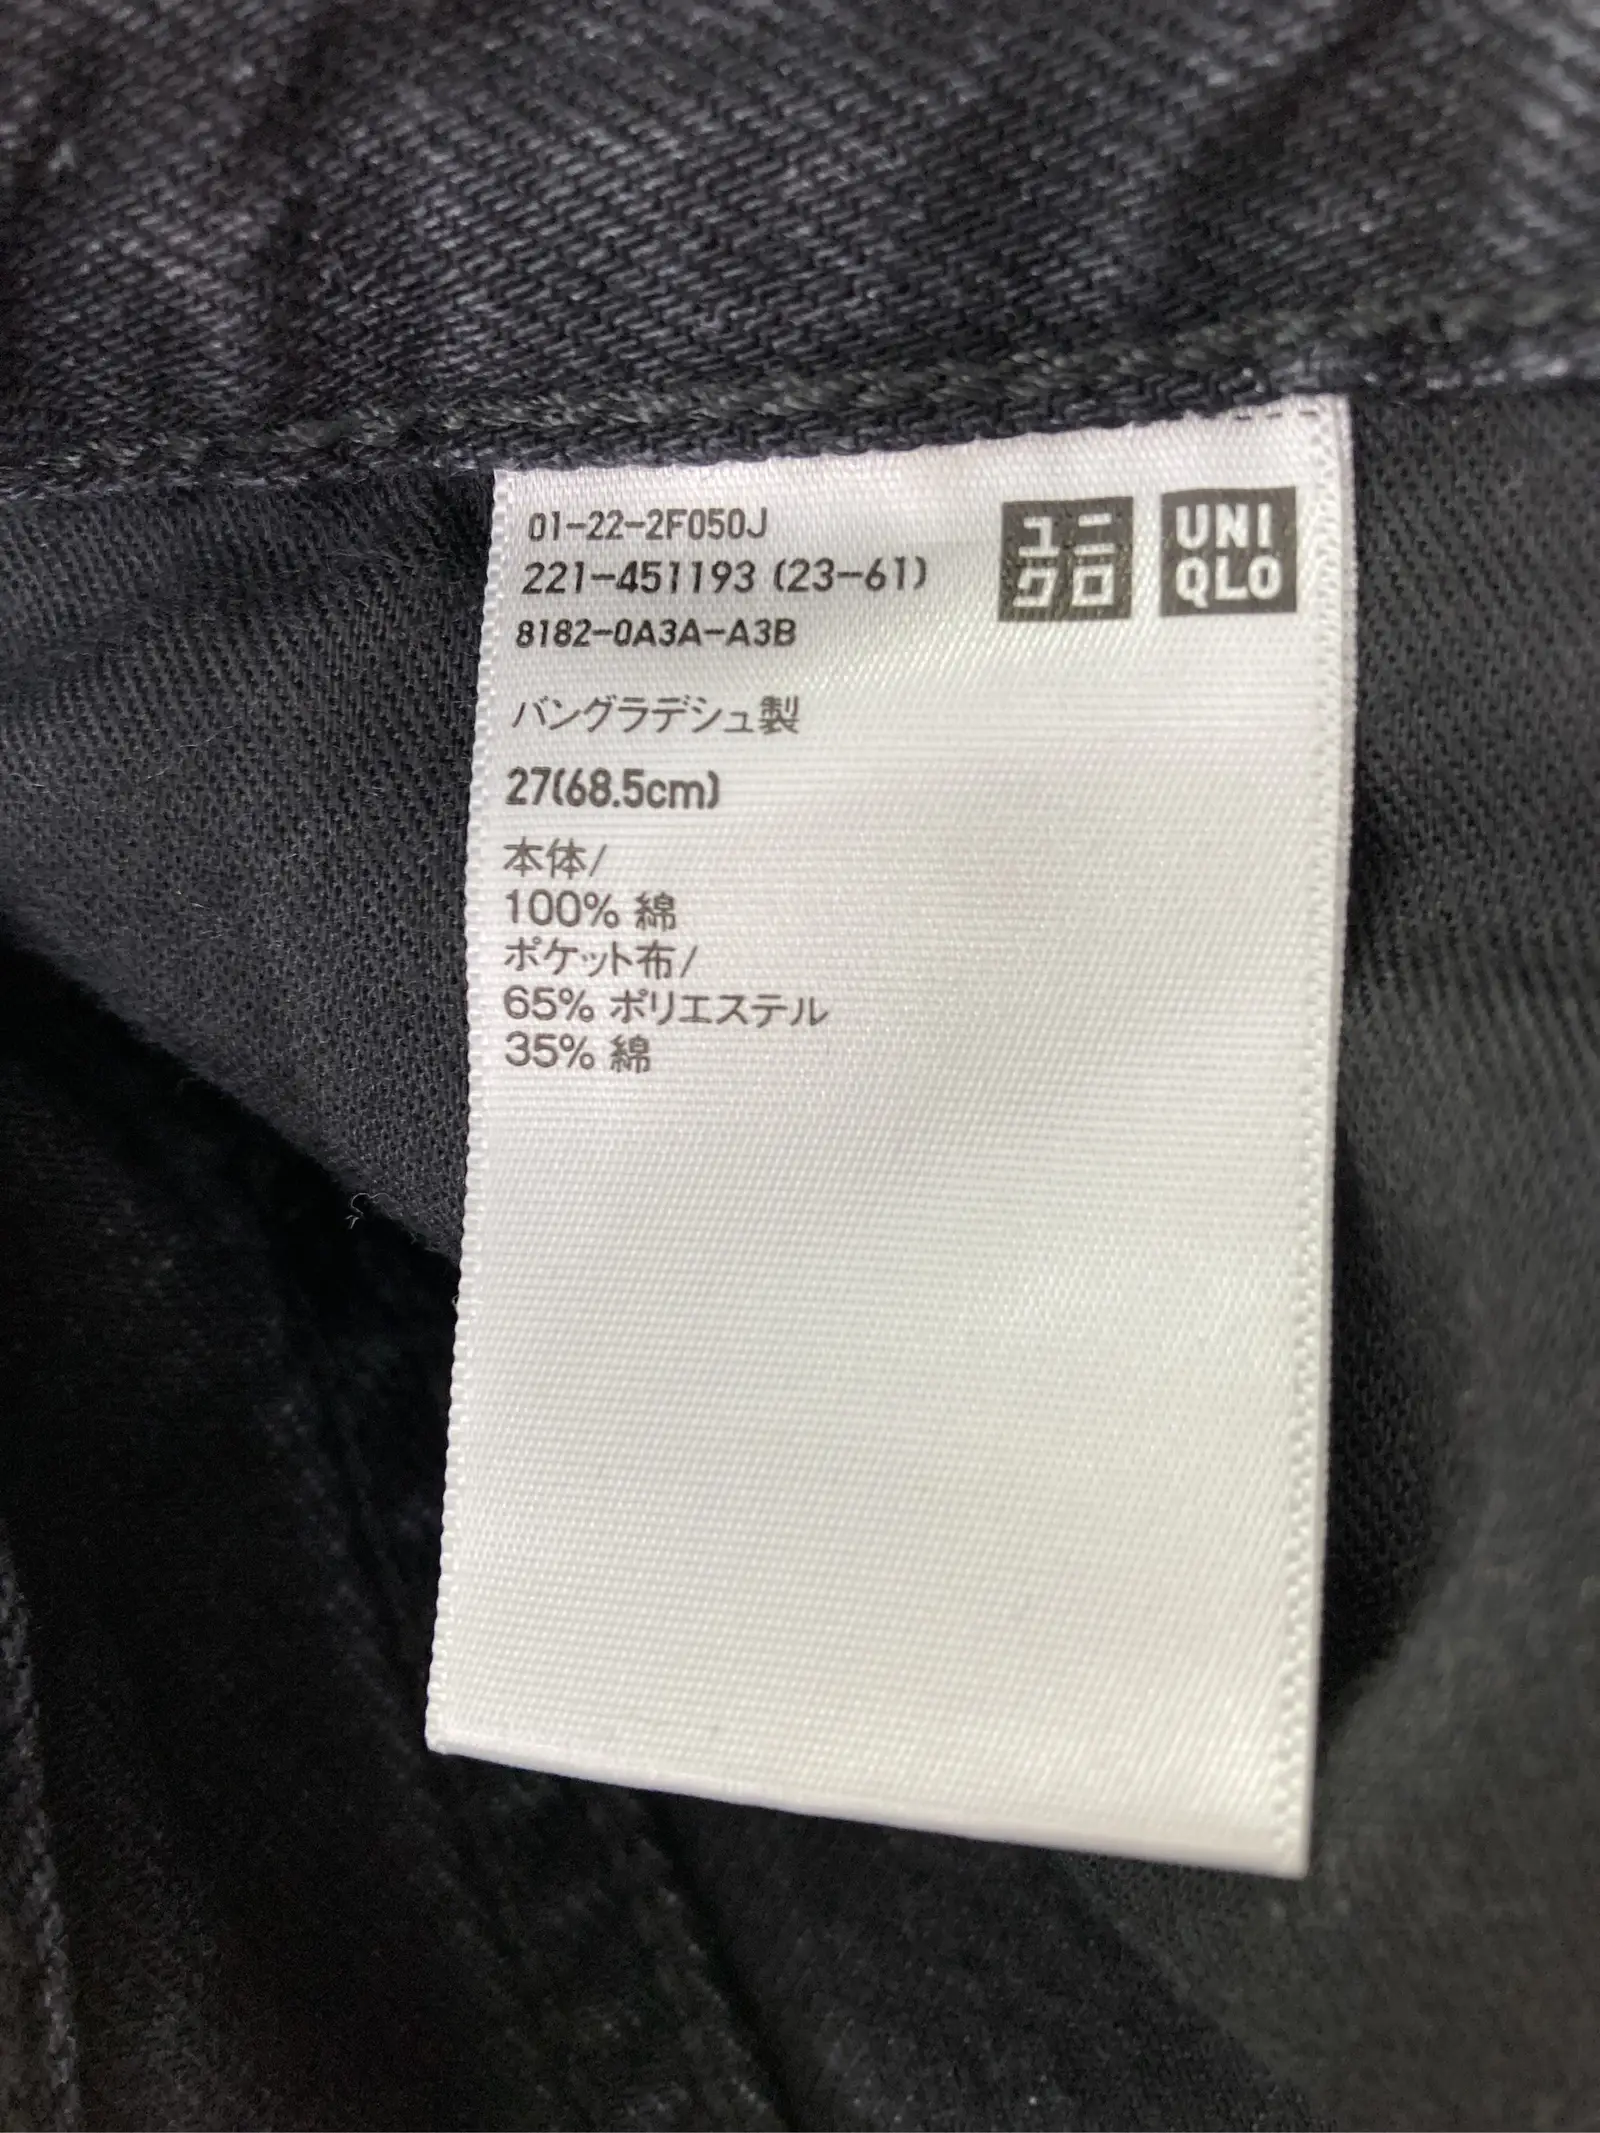 01-22-2F050J
221-451193 (23-61)
8182-0A3A-A3B
ユニ
クロ
UNI
QLO
バングラデシュ製
27(68.5cm)
本体/
100% 綿
ポケット布/
65% ポリエステル
35% 綿